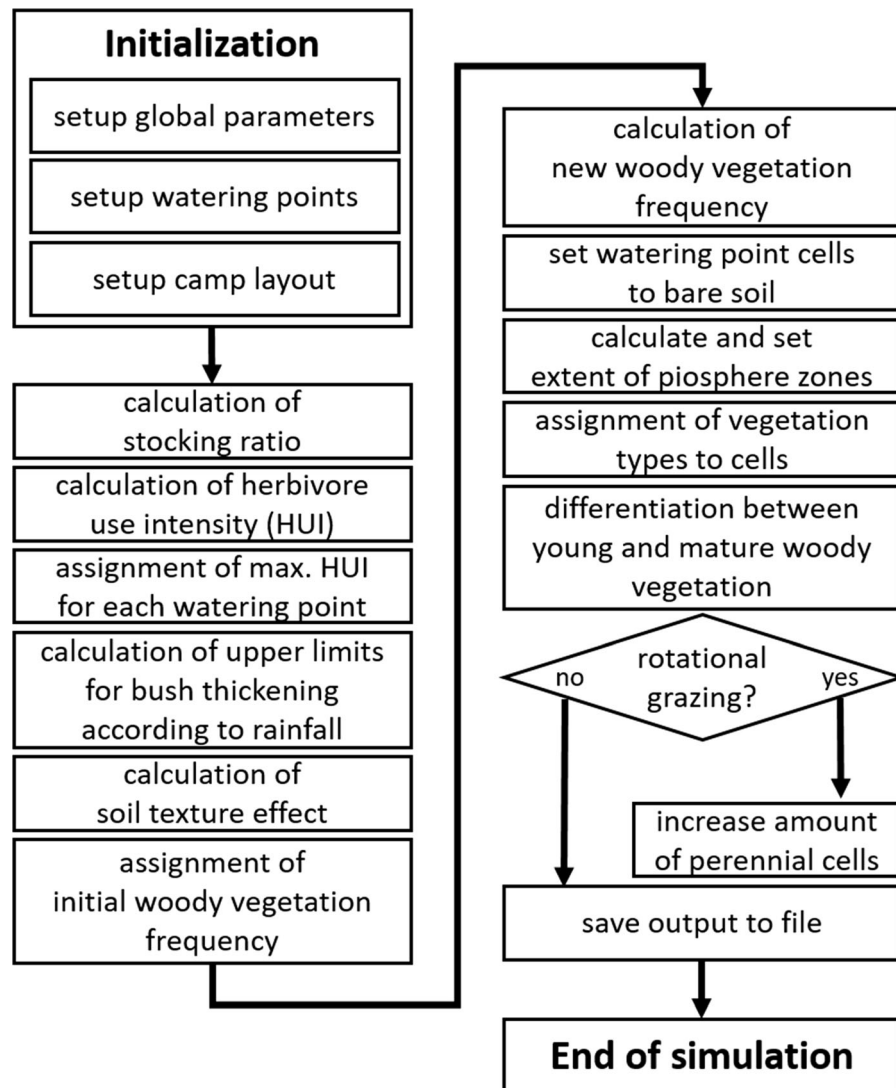 Initialization
setup global parameters
setup watering points
setup camp layout
calculation of
stocking ratio
calculation of herbivore
use intensity (HUI)
assignment of max. HUI
for each watering point
calculation of upper limits
for bush thickening
according to rainfall
calculation of
soil texture effect
assignment of
initial woody vegetation
frequency
calculation of
new woody vegetation
frequency
set watering point cells
to bare soil
calculate and set
extent of piosphere zones
assignment of vegetation
types to cells
differentiation between
young and mature woody
vegetation
rotational
grazing?
no
yes
increase amount
of perennial cells
save output to file
End of simulation